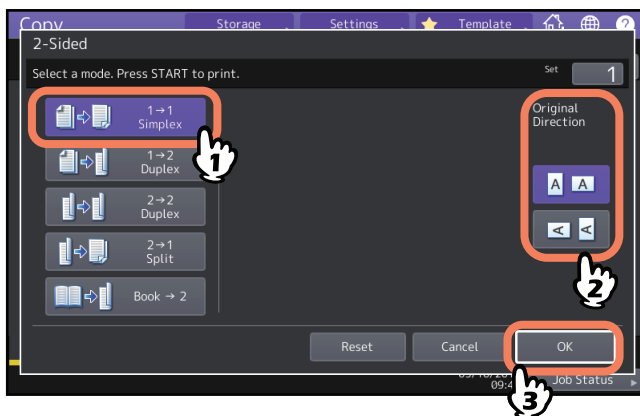 Copy Storage Settings Template ?
2-Sided
Select a mode. Press START to print. Set 1
1→1
Simplex
1→2
Duplex
2→2
Duplex
2→1
Split
Book → 2
Original
Direction
A A
A A
1
2
Reset Cancel OK
09:4
Job Status
3